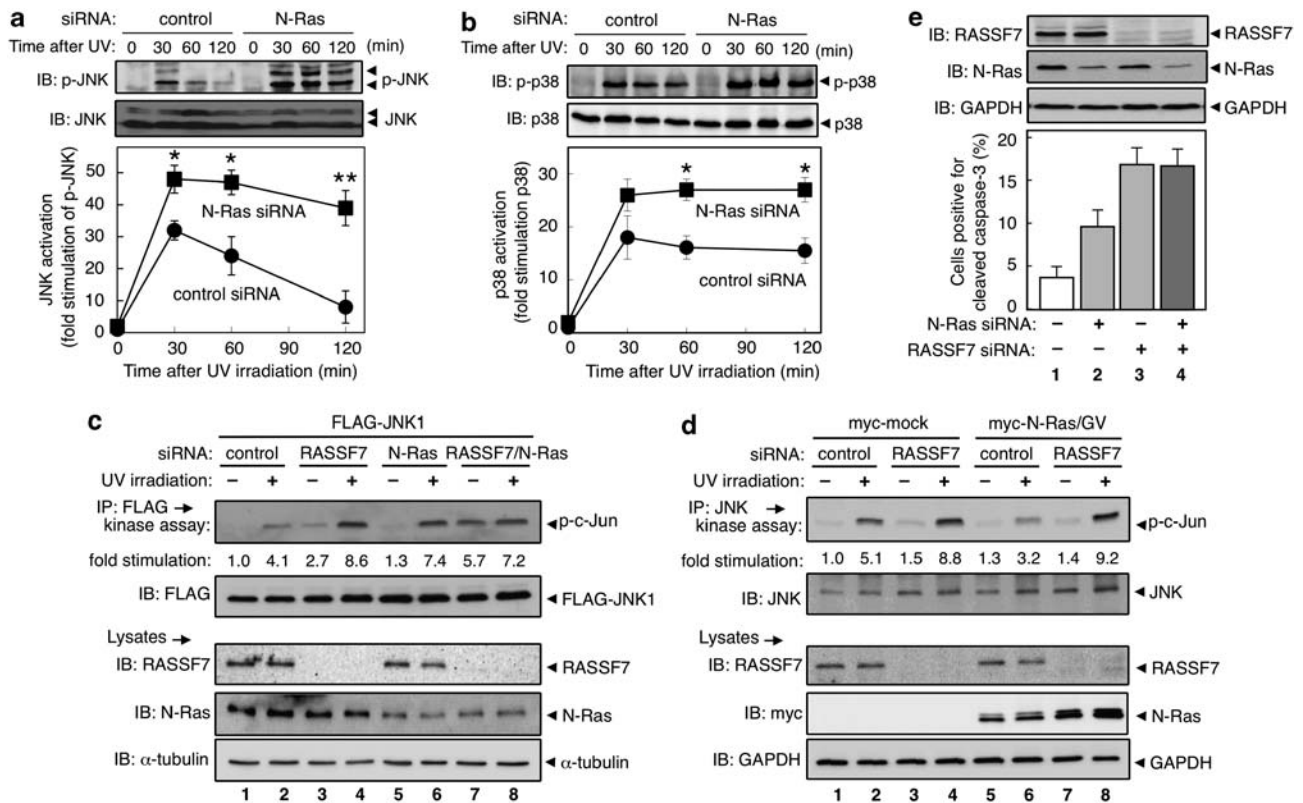 a
siRNA: control N-Ras
Time after UV: 0 30 60 120 0 30 60 120 (min)
IB: p-JNK p-JNK
IB: JNK JNK
JNK activation
(fold stimulation of p-JNK)
50
40
30
20
10
0
* * **
N-Ras siRNA
control siRNA
0 30 60 90 120
Time after UV irradiation (min)
b
siRNA: control N-Ras
Time after UV: 0 30 60 120 0 30 60 120 (min)
IB: p-p38 p-p38
IB: p38 p38
p38 activation
(fold stimulation p38)
30
20
10
0
* *
N-Ras siRNA
control siRNA
0 30 60 90 120
Time after UV irradiation (min)
e
IB: RASSF7 RASSF7
IB: N-Ras N-Ras
IB: GAPDH GAPDH
Cells positive for
cleaved caspase-3 (%)
20
15
10
5
0
N-Ras siRNA: – + – +
RASSF7 siRNA: – – + +
1 2 3 4
c
FLAG-JNK1
siRNA: control RASSF7 N-Ras RASSF7/N-Ras
UV irradiation: – + – + – + – +
IP: FLAG →
kinase assay: p-c-Jun
fold stimulation: 1.0 4.1 2.7 8.6 1.3 7.4 5.7 7.2
IB: FLAG FLAG-JNK1
Lysates →
IB: RASSF7 RASSF7
IB: N-Ras N-Ras
IB: α-tubulin α-tubulin
1 2 3 4 5 6 7 8
d
myc-mock myc-N-Ras/GV
siRNA: control RASSF7 control RASSF7
UV irradiation: – + – + – + – +
IP: JNK →
kinase assay: p-c-Jun
fold stimulation: 1.0 5.1 1.5 8.8 1.3 3.2 1.4 9.2
IB: JNK JNK
Lysates →
IB: RASSF7 RASSF7
IB: myc N-Ras
IB: GAPDH GAPDH
1 2 3 4 5 6 7 8